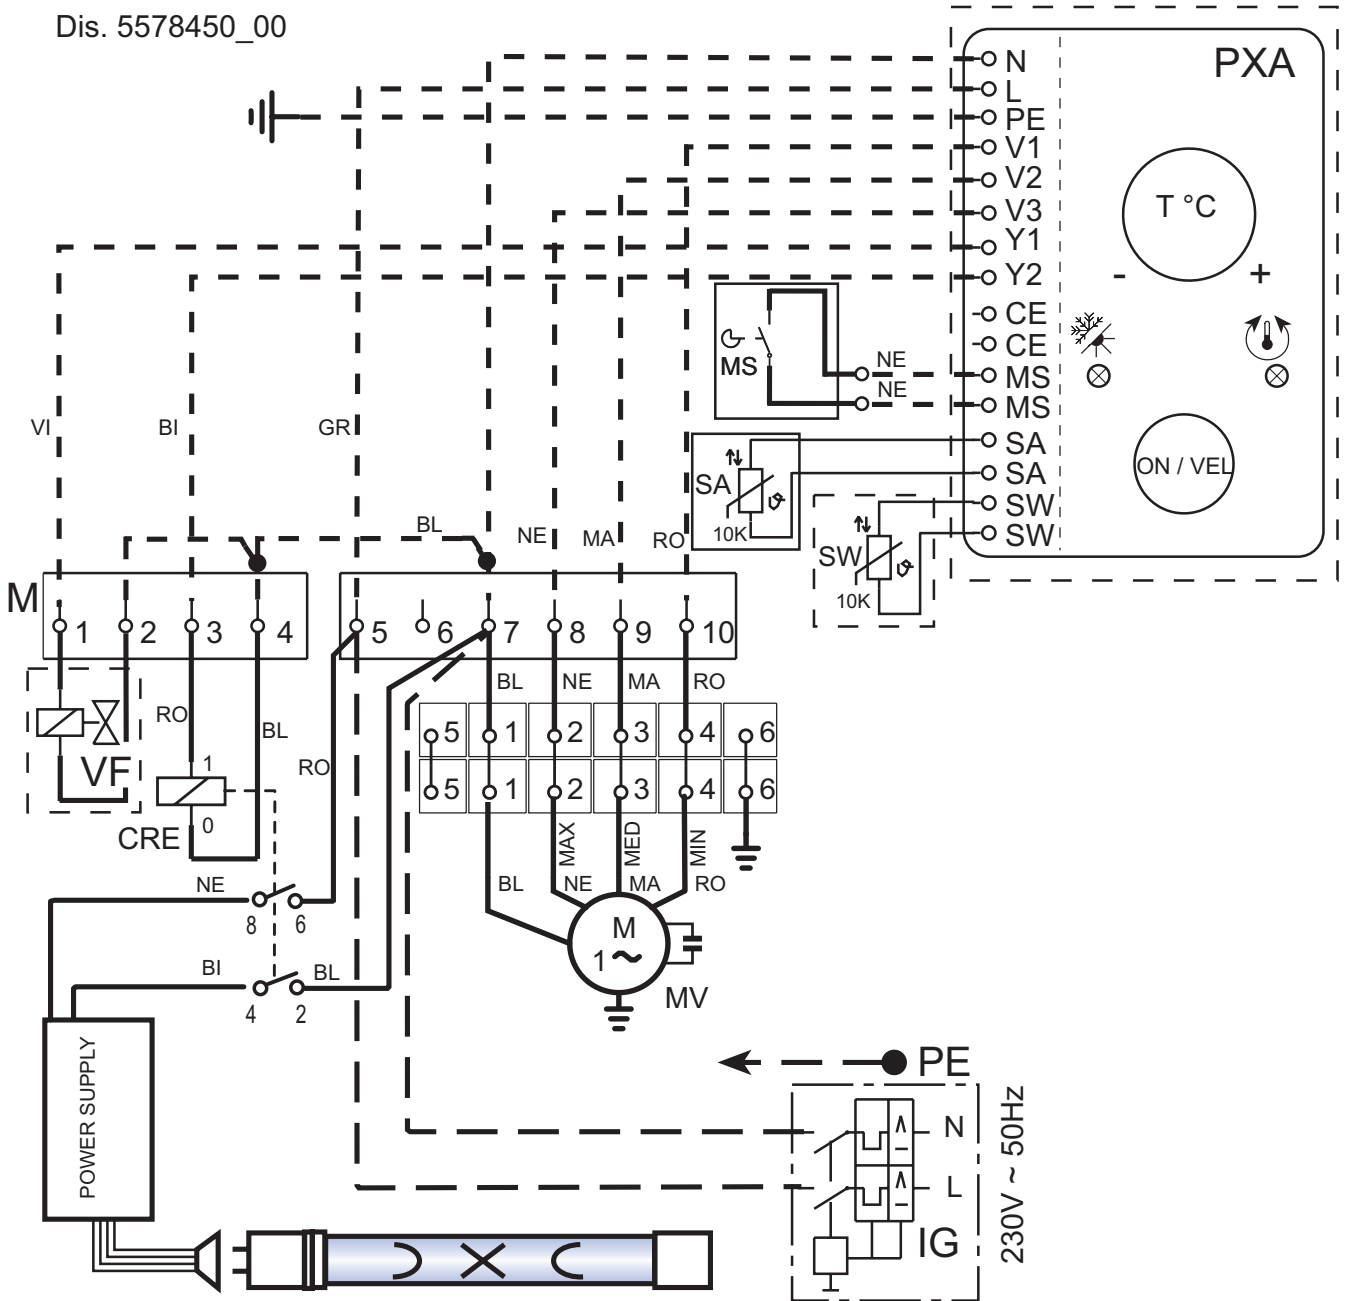 Dis. 5578450_00
PXA
N
L
PE
V1
V2
V3
Y1
Y2
CE
CE
MS
MS
SA
SA
SW
SW
T °C
- +
ON / VEL
MS
NE
NE
SA
10K
SW
10K
VI
BI
GR
BL
NE
MA
RO
M
1 2 3 4 5 6 7 8 9 10
BL NE MA RO
VF
RO
BL
RO
1
0
CRE
5 1 2 3 4 6
5 1 2 3 4 6
MAX
MED
MIN
BL NE MA RO
M
1 ~
MV
NE
8 6
BI
BL
4 2
POWER SUPPLY
PE
N
L
IG
230V ~ 50Hz